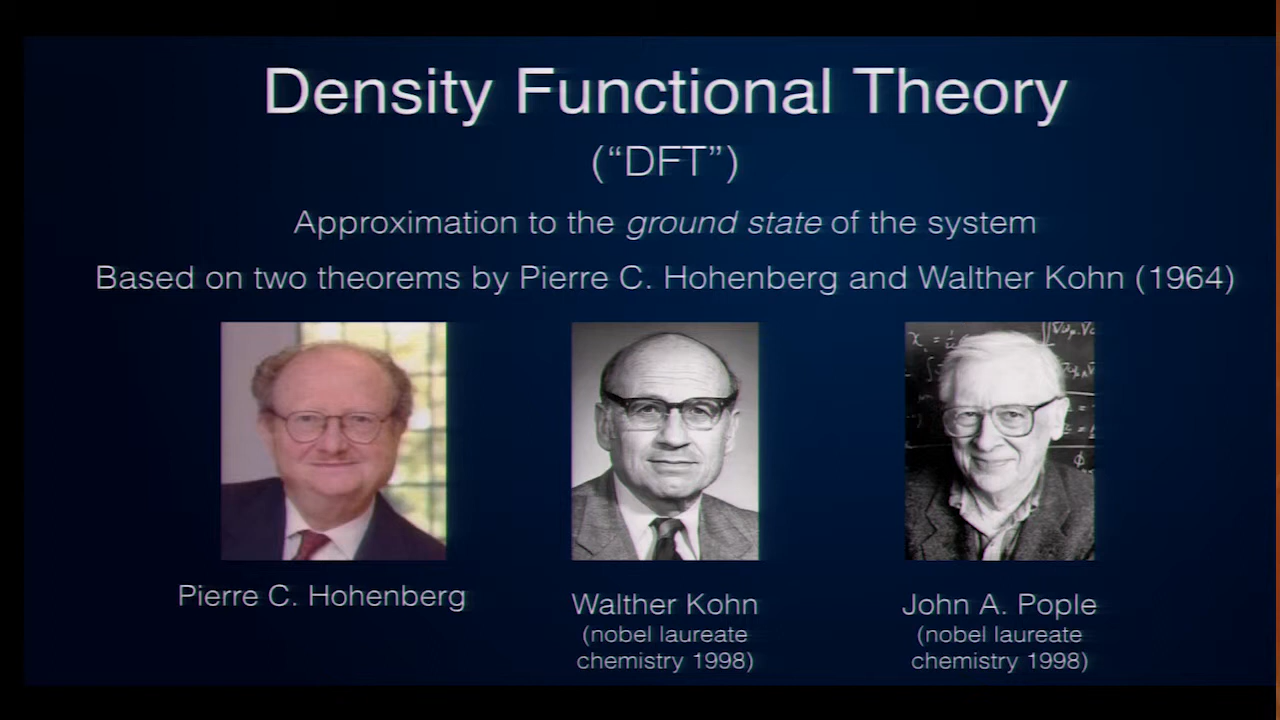 Density Functional Theory
(“DFT”)
Approximation to the ground state of the system
Based on two theorems by Pierre C. Hohenberg and Walther Kohn (1964)
Pierre C. Hohenberg
Walther Kohn
(nobel laureate
chemistry 1998)
John A. Pople
(nobel laureate
chemistry 1998)